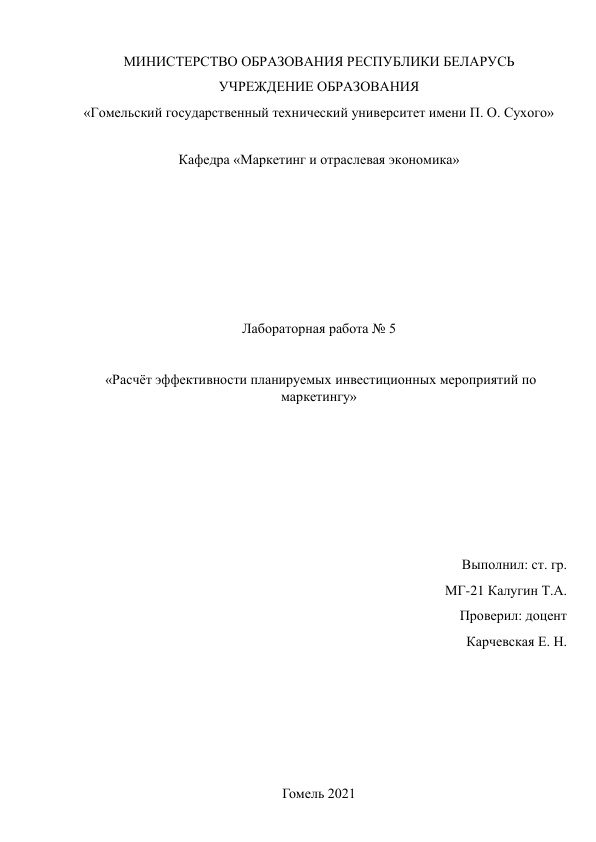 МИНИСТЕРСТВО ОБРАЗОВАНИЯ РЕСПУБЛИКИ БЕЛАРУСЬ
УЧРЕЖДЕНИЕ ОБРАЗОВАНИЯ
«Гомельский государственный технический университет имени П. О. Сухого»
Кафедра «Маркетинг и отраслевая экономика»
Лабораторная работа № 5
«Расчёт эффективности планируемых инвестиционных мероприятий по
маркетингу»
Выполнил: ст. гр.
МГ-21 Калугин Т.А.
Проверил: доцент
Карчевская Е. Н.
Гомель 2021